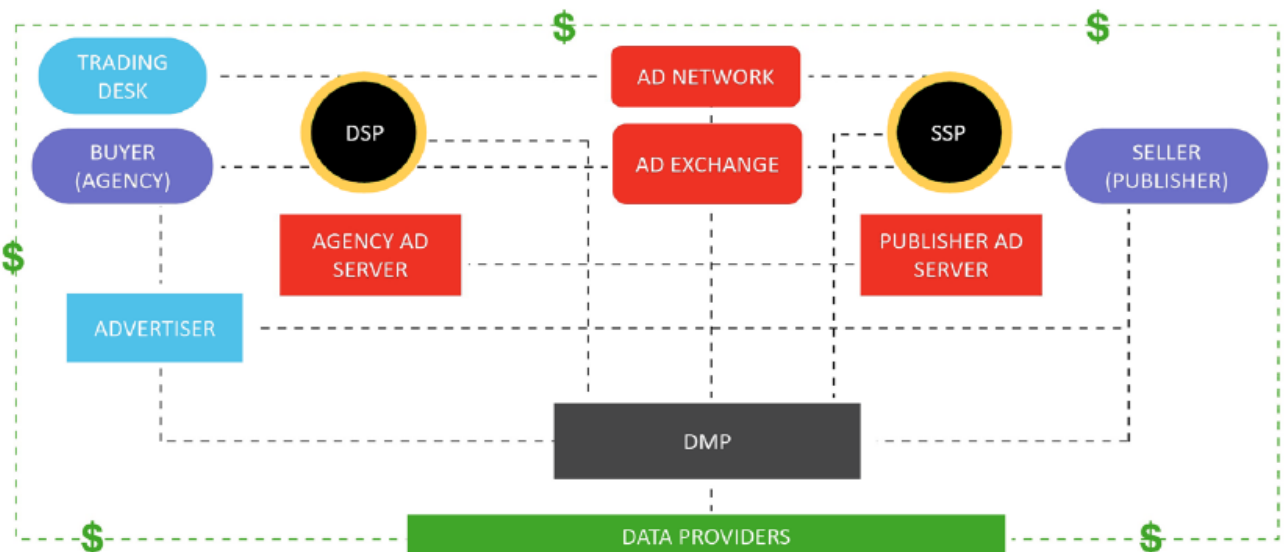 $ $
TRADING
DESK
AD NETWORK
DSP
SSP
BUYER
(AGENCY)
AD EXCHANGE
SELLER
(PUBLISHER)
AGENCY AD
SERVER
PUBLISHER AD
SERVER
$
ADVERTISER
DMP
DATA PROVIDERS
$ $